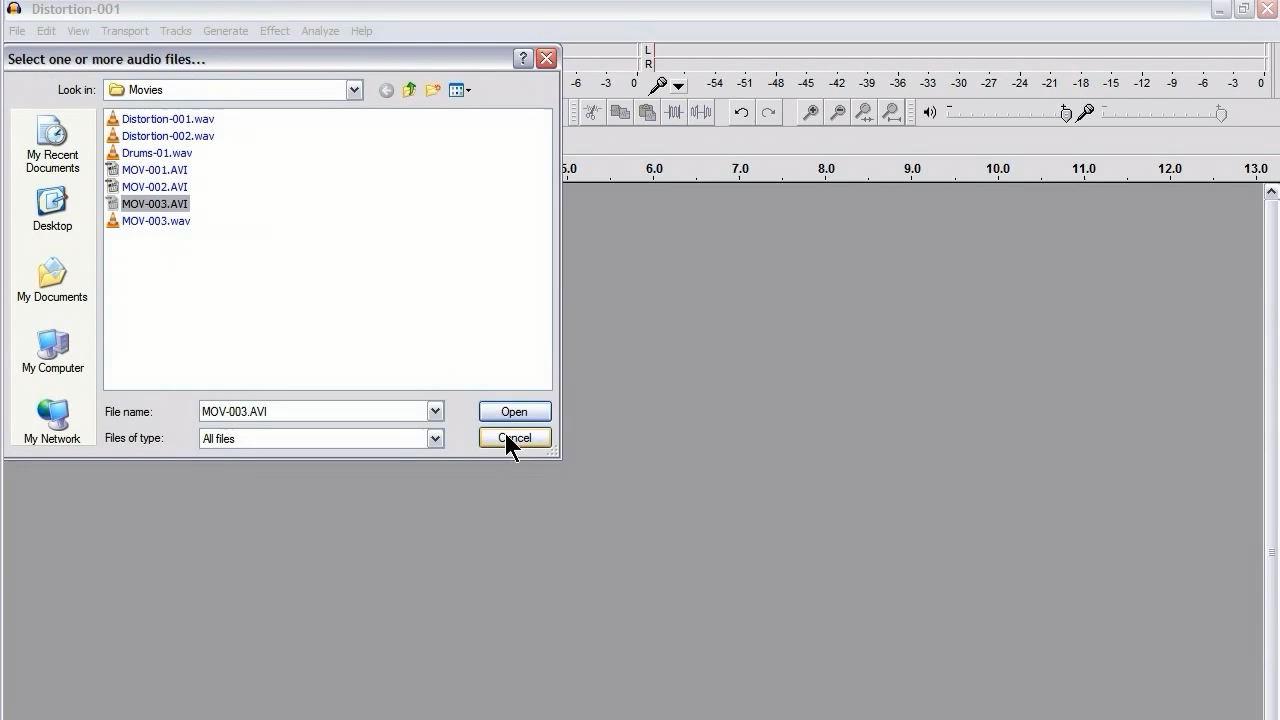 Distortion-001
File Edit View Transport Tracks Generate Effect Analyze Help
Select one or more audio files...
Look in: Movies
My Recent Documents
Desktop
My Documents
My Computer
My Network
Distortion-001.wav
Distortion-002.wav
Drums-01.wav
MOV-001.AVI
MOV-002.AVI
MOV-003.AVI
MOV-003.wav
File name: MOV-003.AVI Open
Files of type: All files Cancel
L
R
-6 -3 0 -54 -51 -48 -45 -42 -39 -36 -33 -30 -27 -24 -21 -18 -15 -12 -9 -6 -3 0
5.0 6.0 7.0 8.0 9.0 10.0 11.0 12.0 13.0